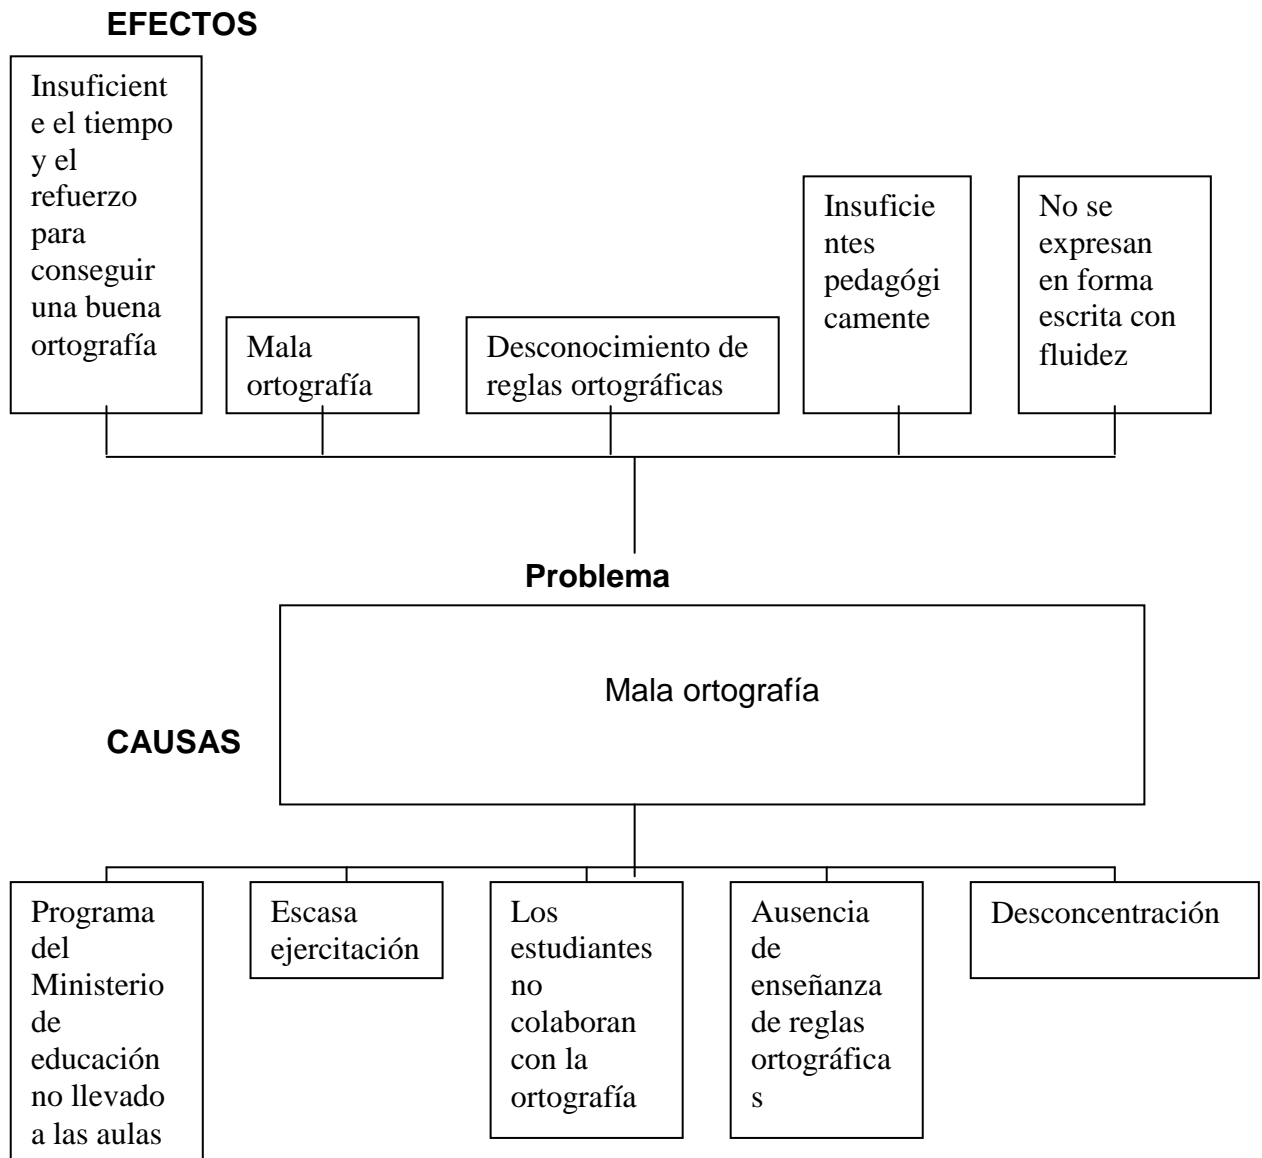 EFECTOS
Insuficient
e el tiempo
y el
refuerzo
para
conseguir
una buena
ortografía
Mala
ortografía
Desconocimiento de
reglas ortográficas
Insuficie
ntes
pedagógi
camente
No se
expresan
en forma
escrita con
fluidez
Problema
Mala ortografía
CAUSAS
Programa
del
Ministerio
de
educación
no llevado
a las aulas
Escasa
ejercitación
Los
estudiantes
no
colaboran
con la
ortografía
Ausencia
de
enseñanza
de reglas
ortográfica
s
Desconcentración